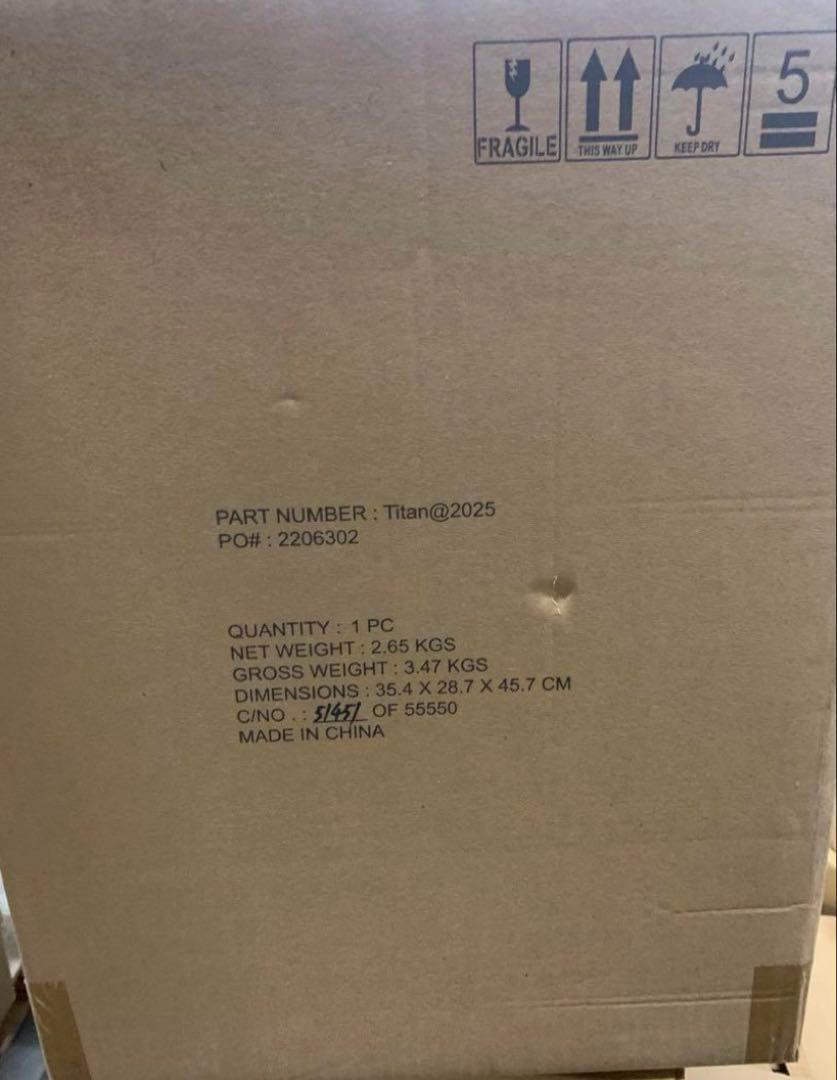 FRAGILE
THIS WAY UP
KEEP DRY
5
PART NUMBER : Titan@2025
PO# : 2206302
QUANTITY : 1 PC
NET WEIGHT : 2.65 KGS
GROSS WEIGHT : 3.47 KGS
DIMENSIONS : 35.4 X 28.7 X 45.7 CM
C/NO . : 51451 OF 55550
MADE IN CHINA